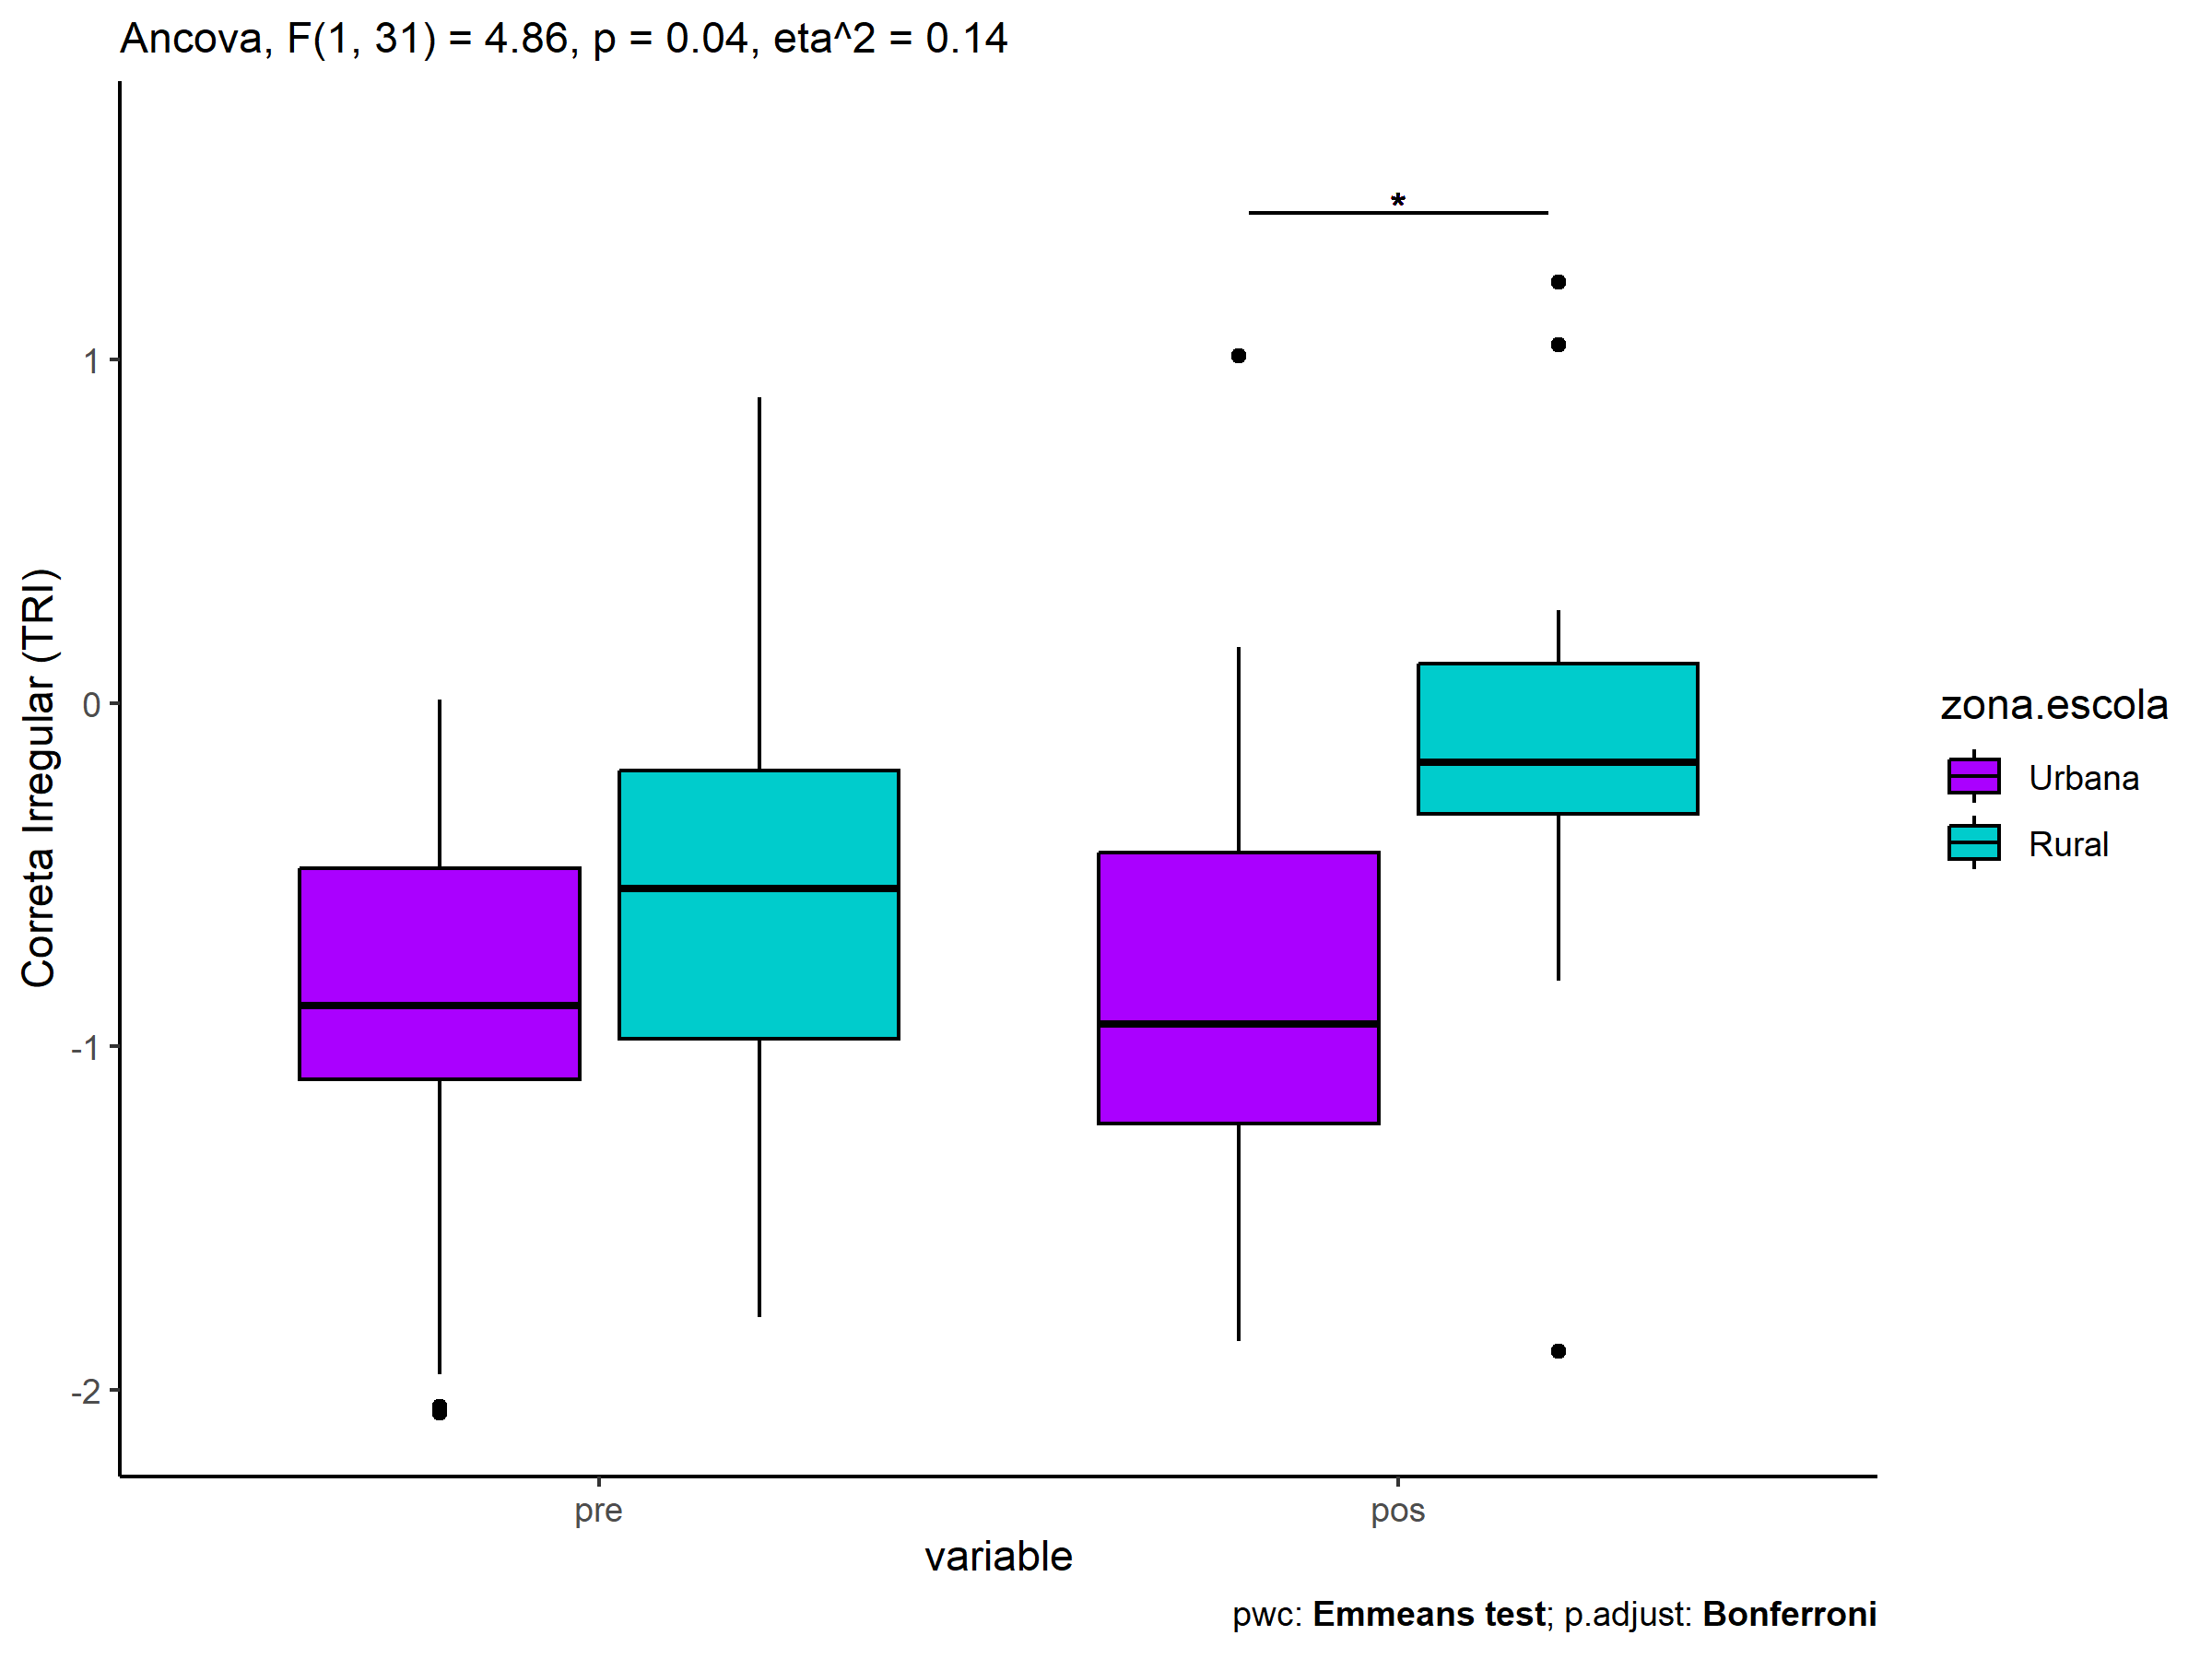 Ancova, F(1, 31) = 4.86, p = 0.04, eta^2 = 0.14
*
1
0
-1
-2
Correta Irregular (TRI)
pre
pos
variable
zona.escola
Urbana
Rural
pwc: Emmeans test; p.adjust: Bonferroni